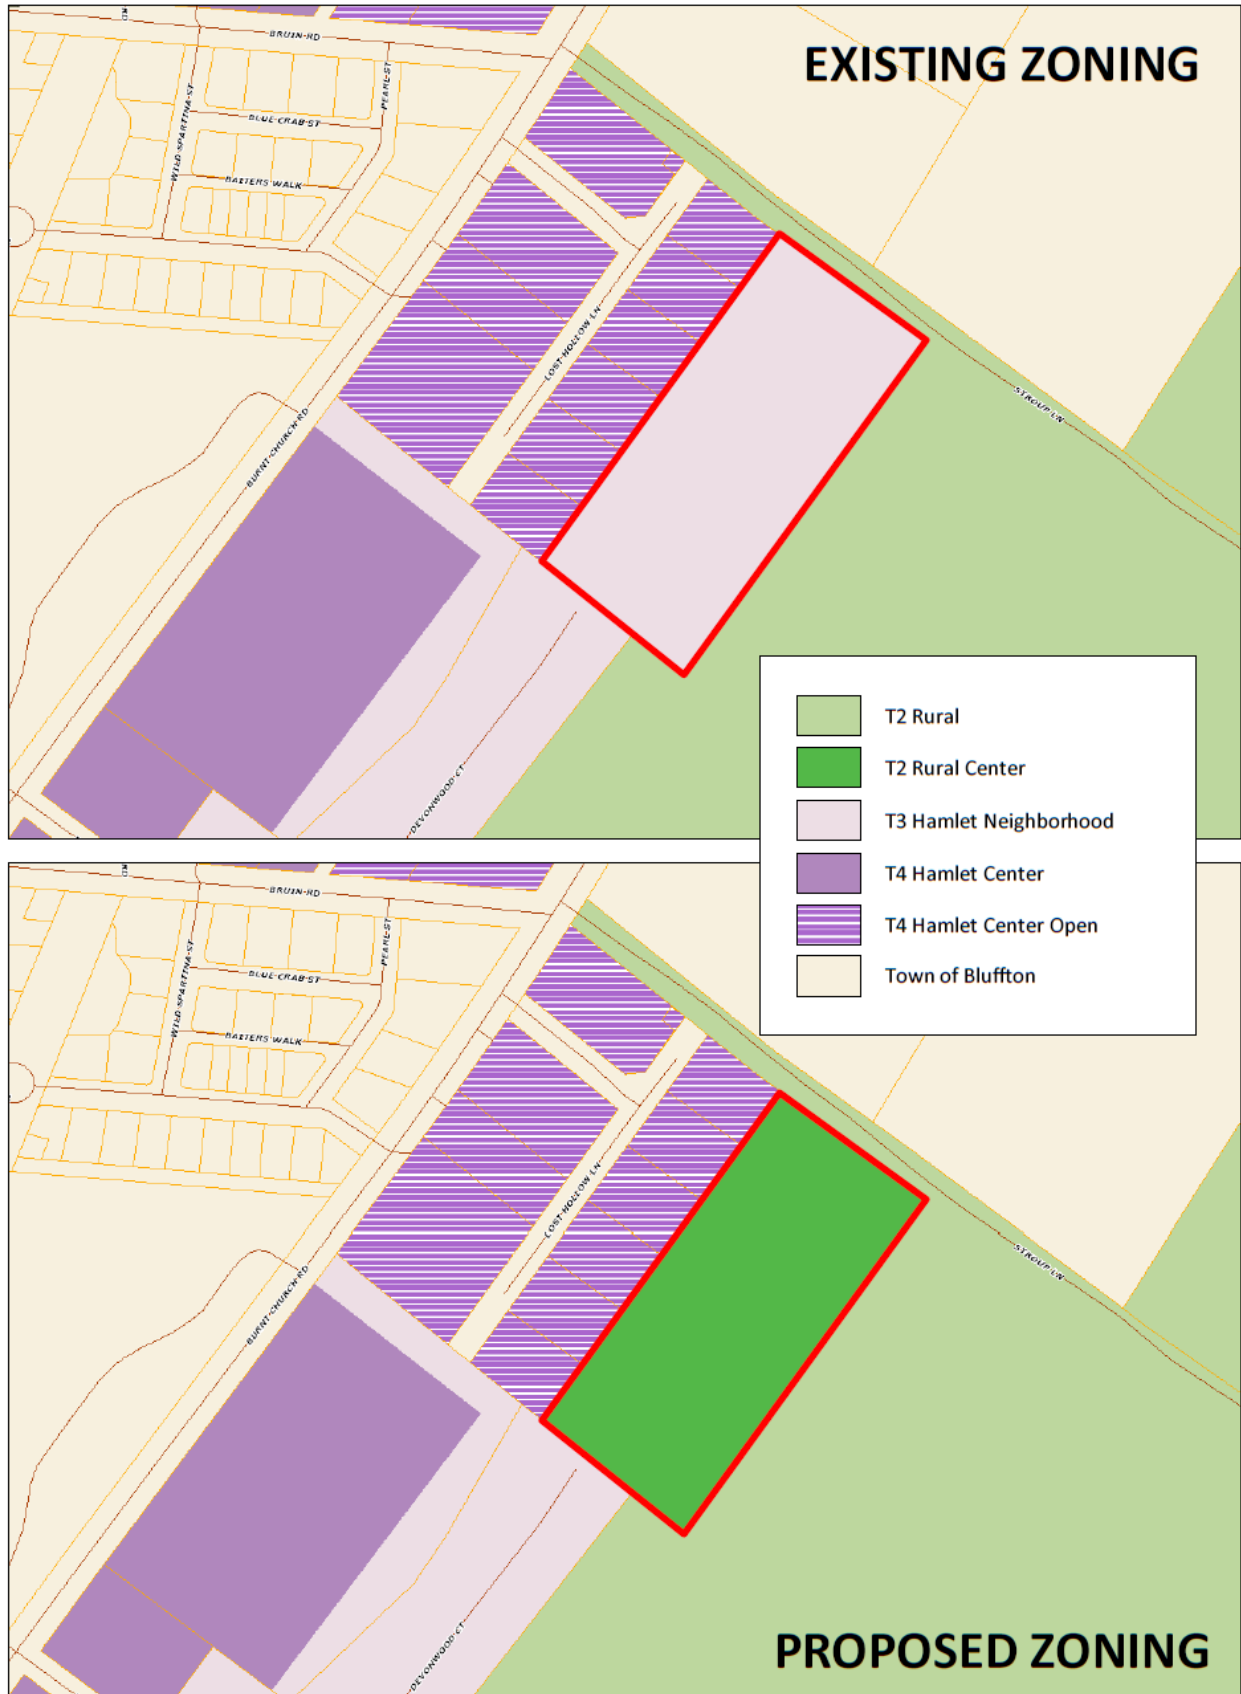 RD
BRUIN RD
EXISTING ZONING
PEARL ST
WILD SPARTINA ST
BLUE CRAB ST
BAITERS WALK
LOST HOLLOW LN
STROUP LN
BURNT CHURCH RD
DEVONWOOD CT
T2 Rural
T2 Rural Center
T3 Hamlet Neighborhood
T4 Hamlet Center
T4 Hamlet Center Open
Town of Bluffton
RD
BRUIN RD
PEARL ST
WILD SPARTINA ST
BLUE CRAB ST
BAITERS WALK
LOST HOLLOW LN
STROUP LN
BURNT CHURCH RD
DEVONWOOD CT
PROPOSED ZONING